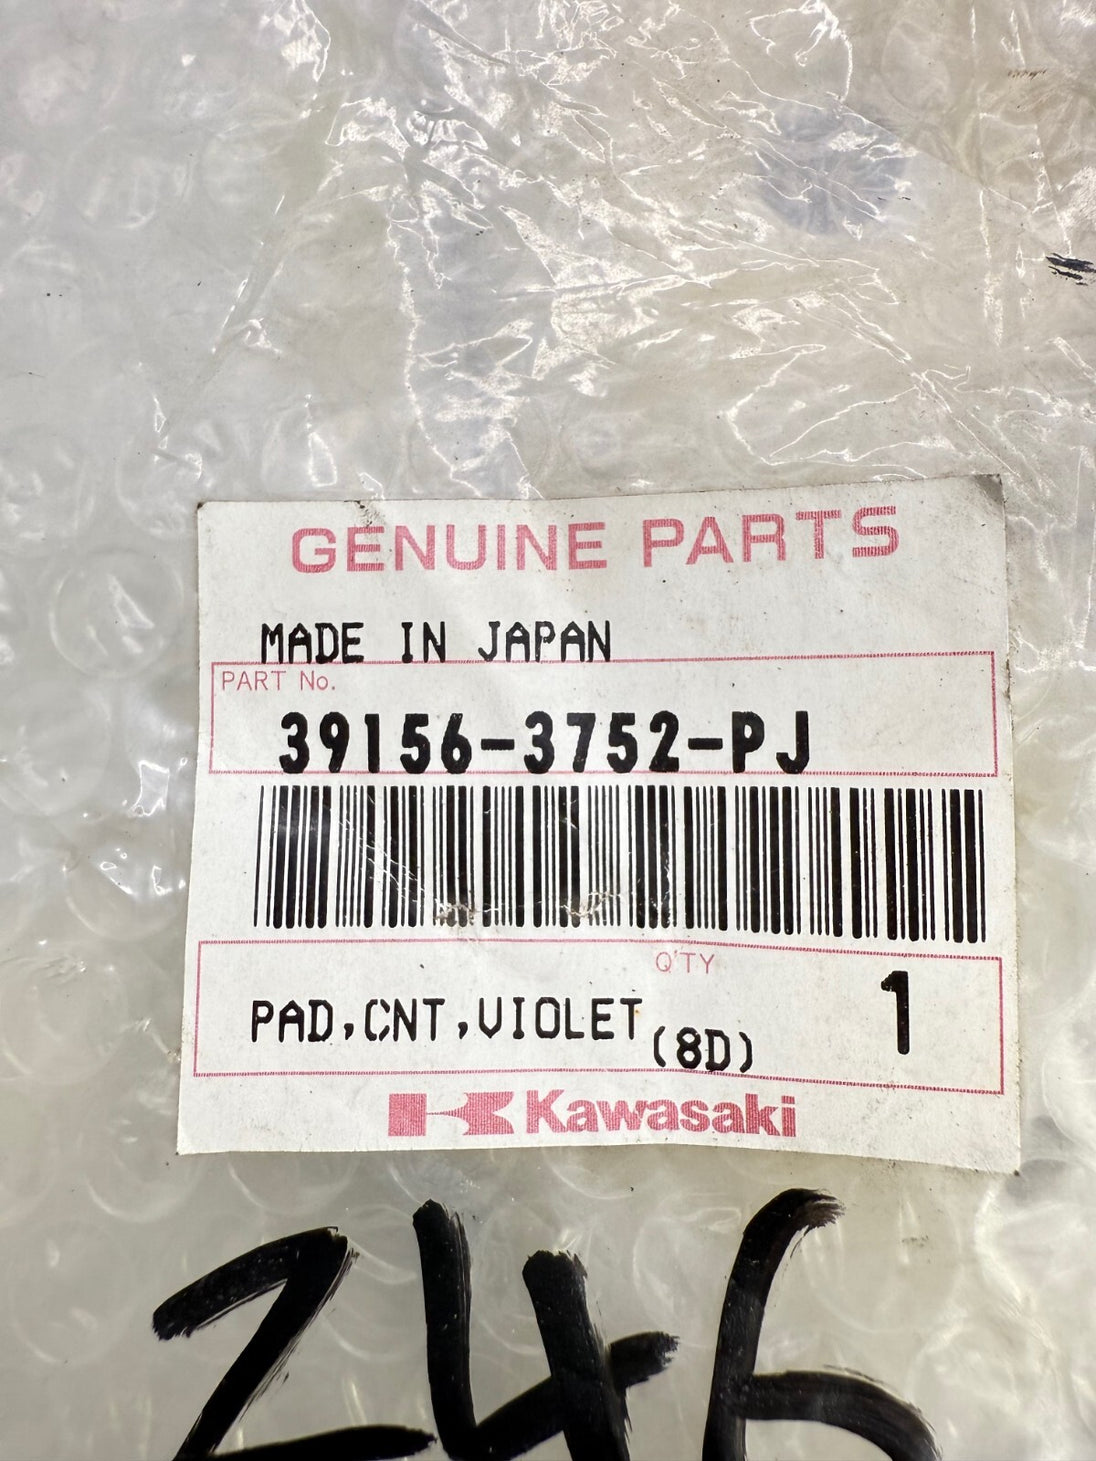 GENUINE PARTS
MADE IN JAPAN
PART No.
39156-3752-PJ
Q'TY
PAD,CNT,VIOLET(8D) 1
Kawasaki
246